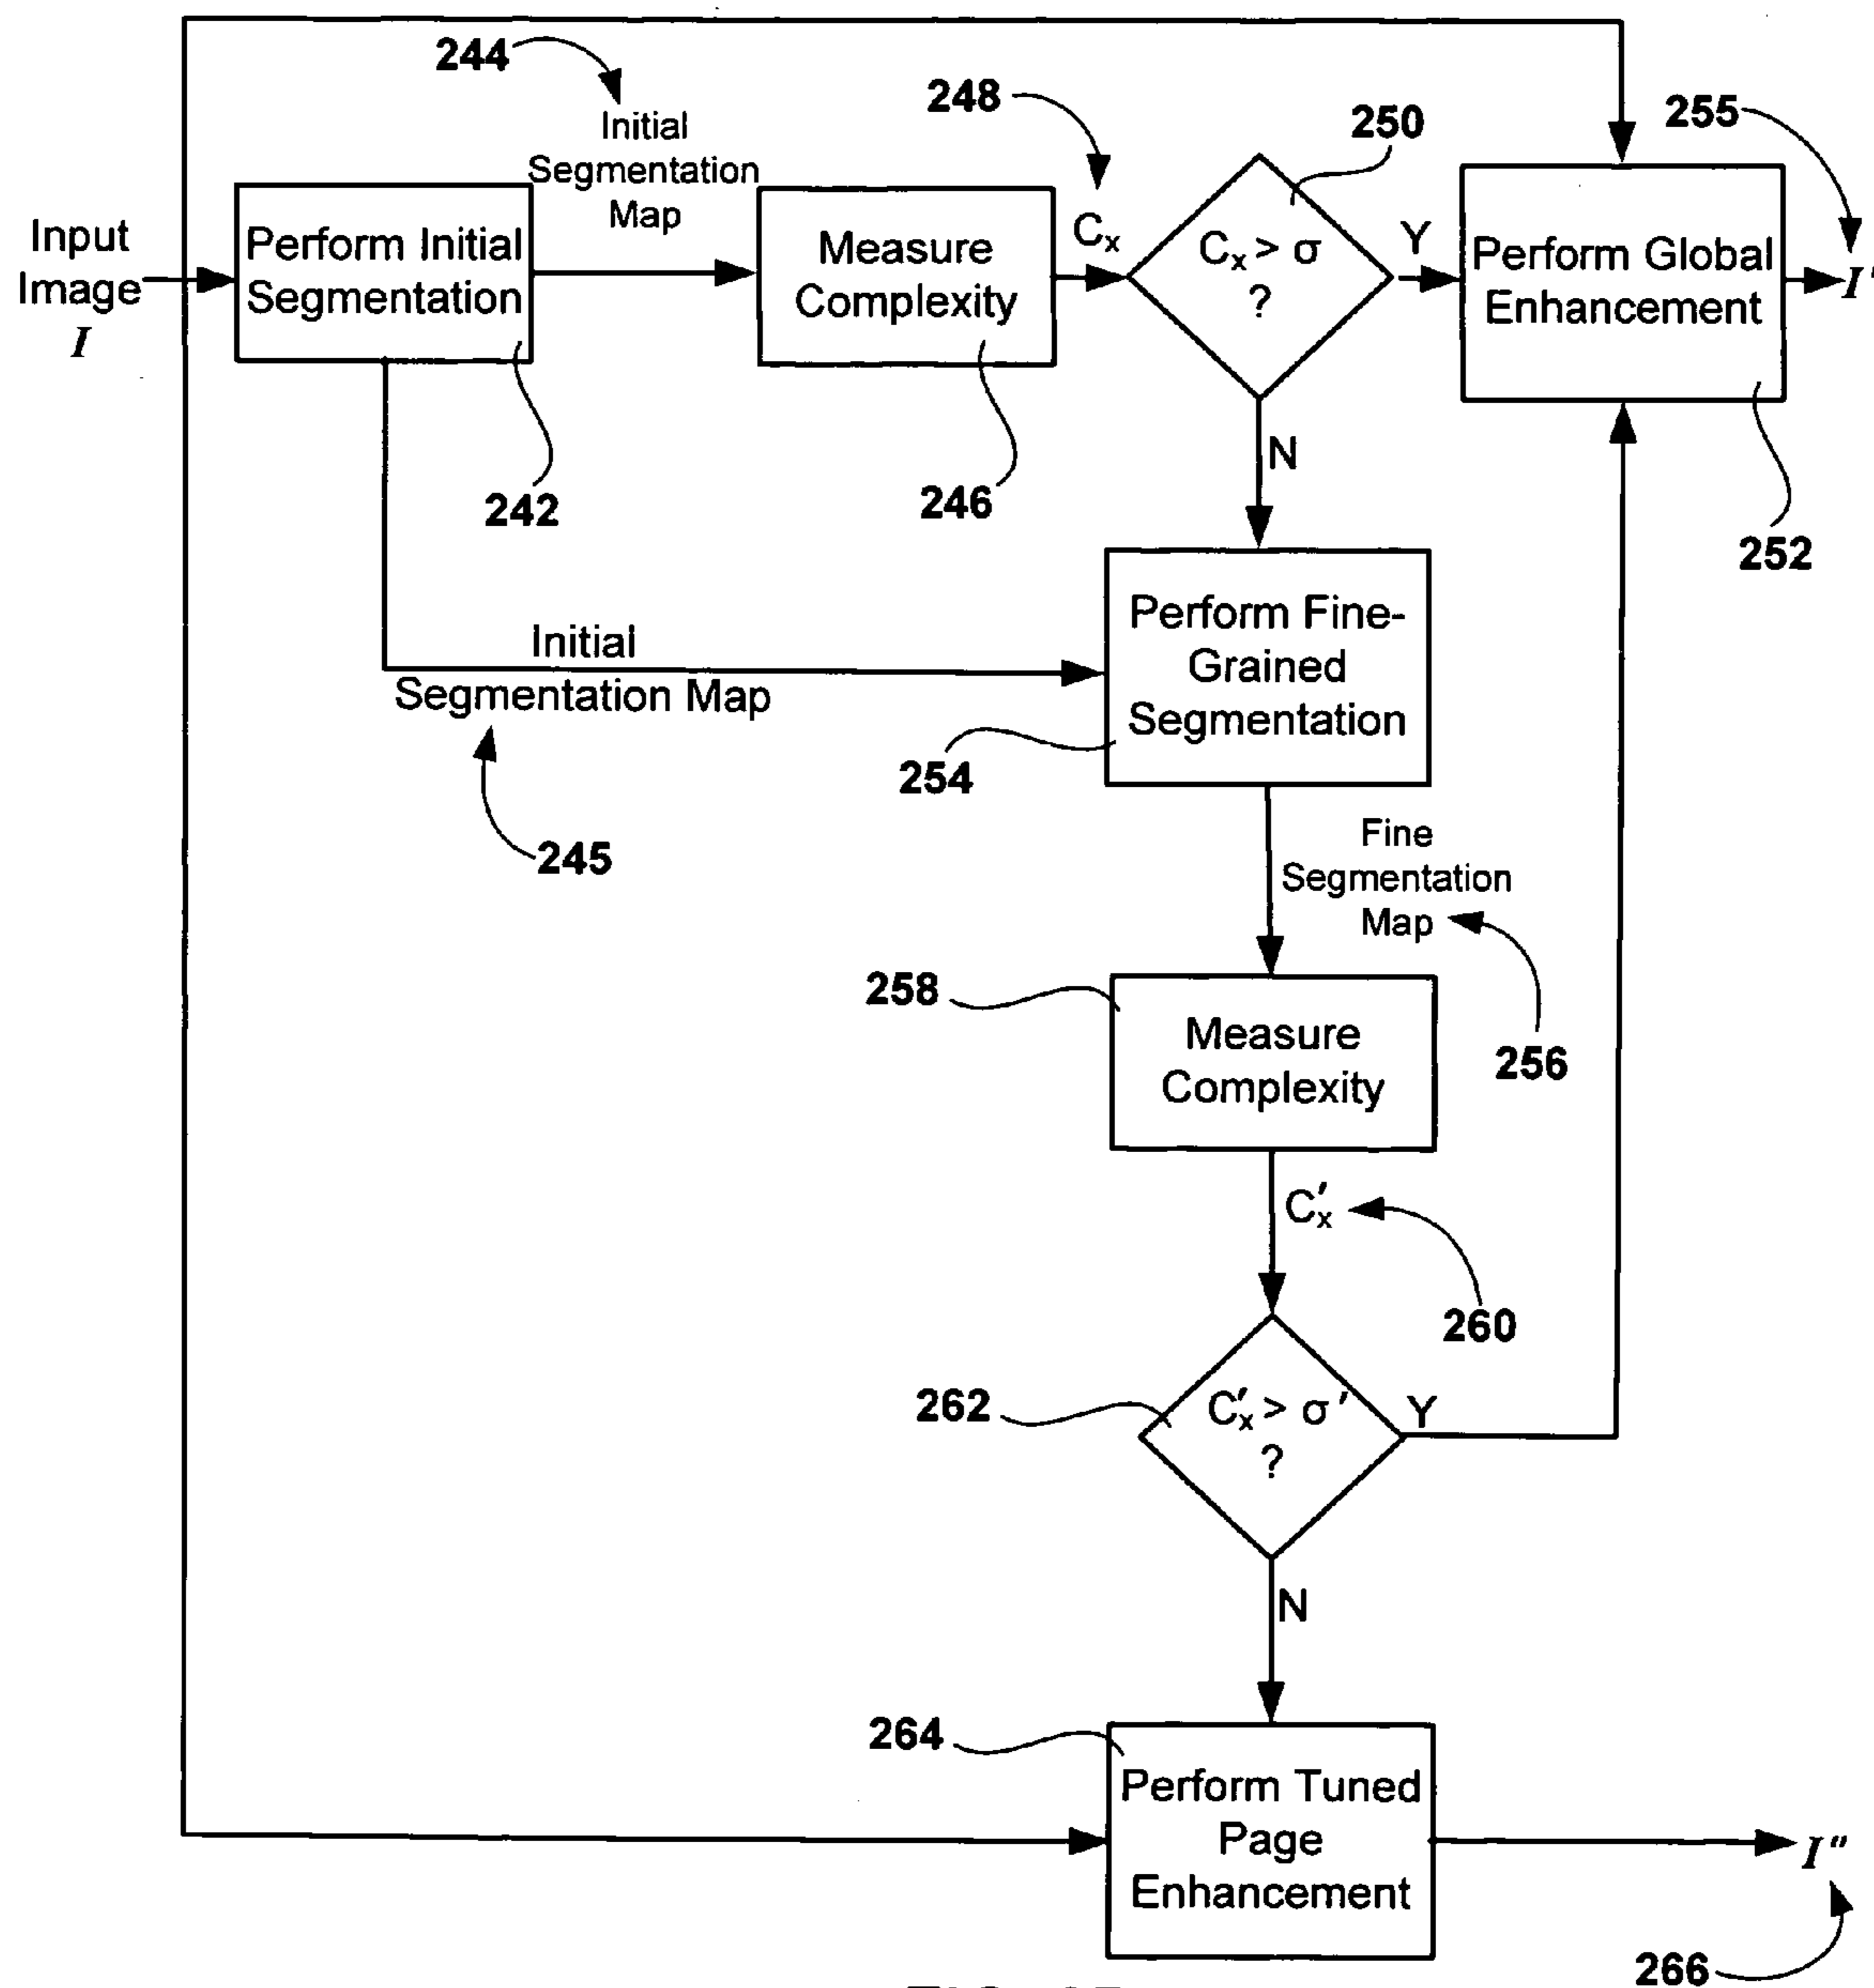 244
Initial
Segmentation
Map
248
250
255
Input
Image
I
Perform Initial
Segmentation
Measure
Complexity
Cx
Cx > σ
?
Y
Perform Global
Enhancement
I'
242
246
N
252
Initial
Segmentation Map
245
Perform Fine-
Grained
Segmentation
254
Fine
Segmentation
Map
256
258
Measure
Complexity
C'x
260
262
C'x > σ'
?
Y
N
264
Perform Tuned
Page
Enhancement
I"
266